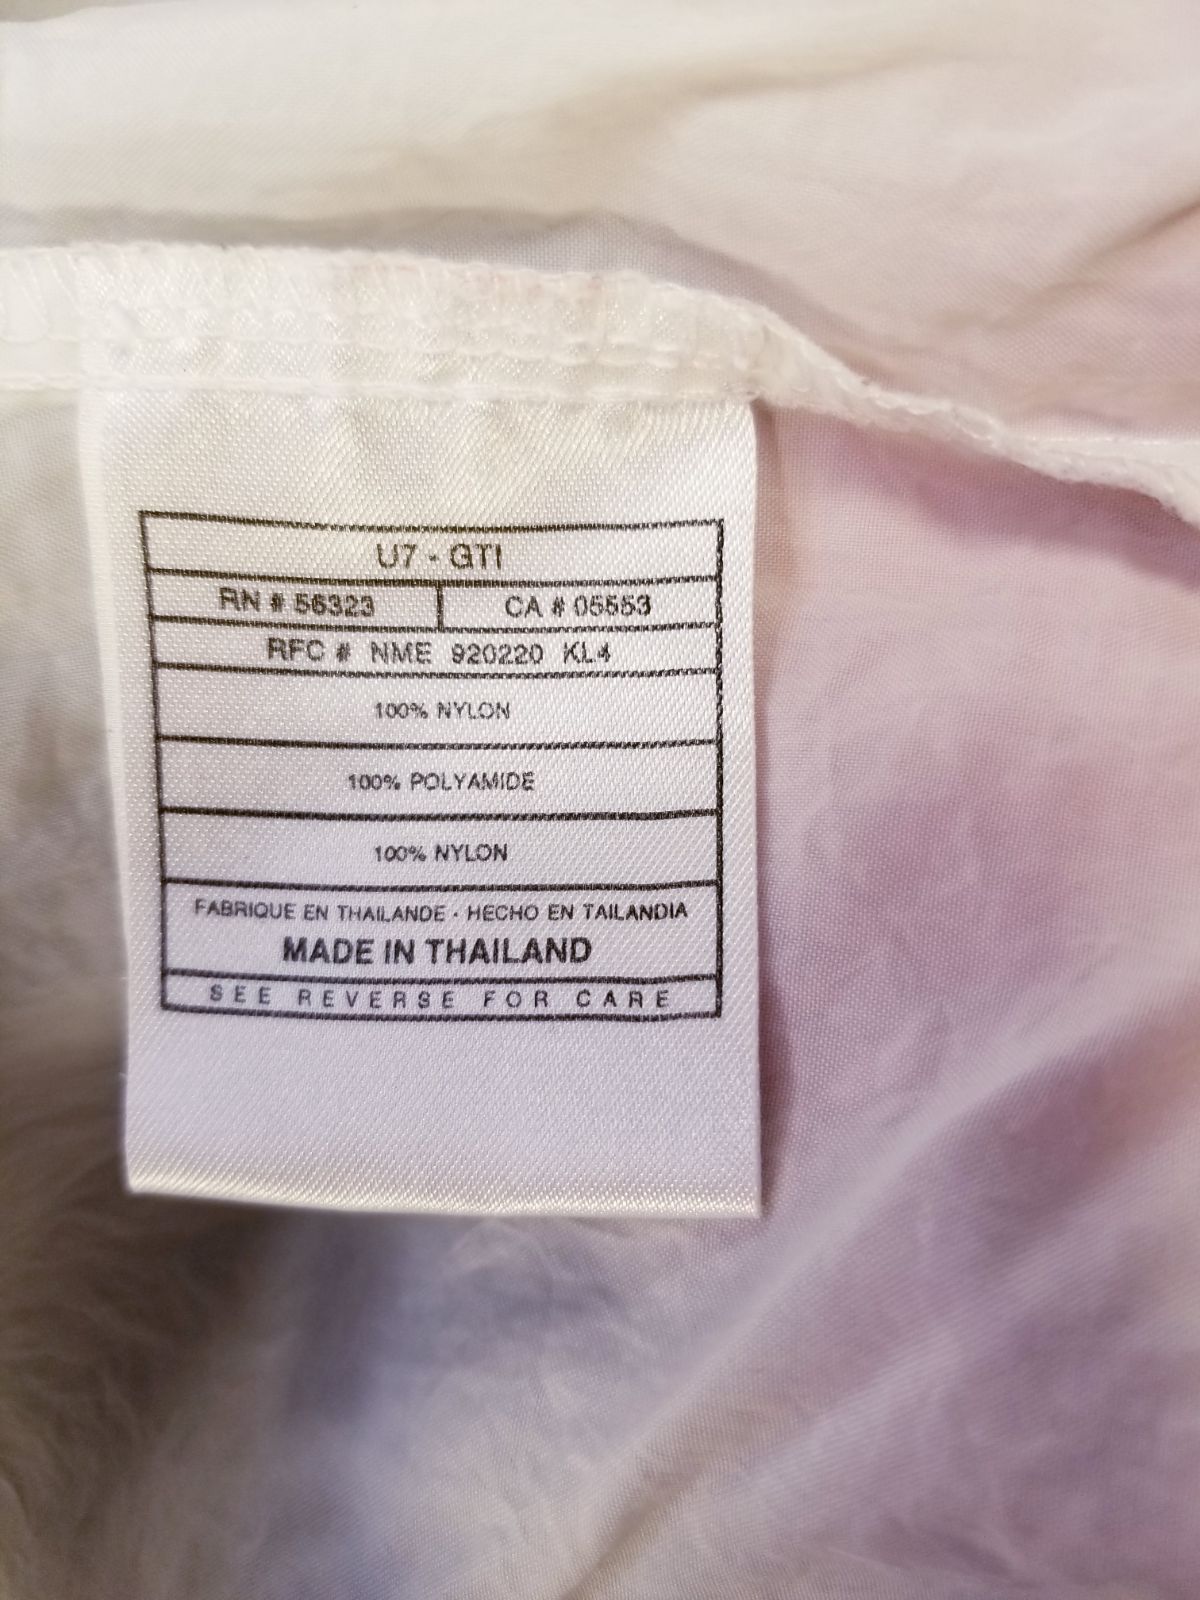 U7 - GTI
RN # 56323 CA # 05553
RFC # NME 920220 KL4
100% NYLON
100% POLYAMIDE
100% NYLON
FABRIQUE EN THAILANDE · HECHO EN TAILANDIA
MADE IN THAILAND
SEE REVERSE FOR CARE